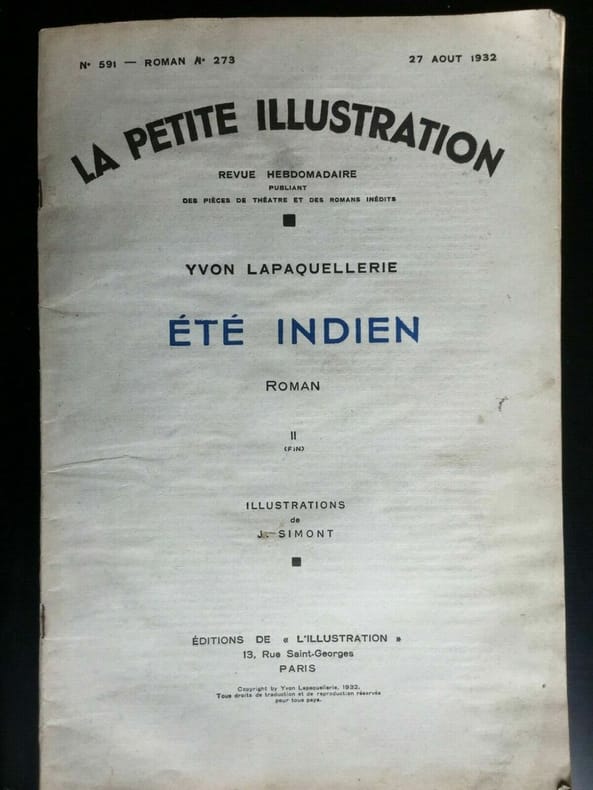 Nº 591 — ROMAN Nº 273
27 AOUT 1932
LA PETITE ILLUSTRATION
REVUE HEBDOMADAIRE
PUBLIANT
DES PIÈCES DE THÉATRE ET DES ROMANS INÉDITS
YVON LAPAQUELLERIE
ÉTÉ INDIEN
ROMAN
II
(FIN)
ILLUSTRATIONS
de
J. SIMONT
ÉDITIONS DE « L'ILLUSTRATION »
13, Rue Saint-Georges
PARIS
Copyright by Yvon Lapaquellerie, 1932.
Tous droits de traduction et de reproduction réservés
pour tous pays.